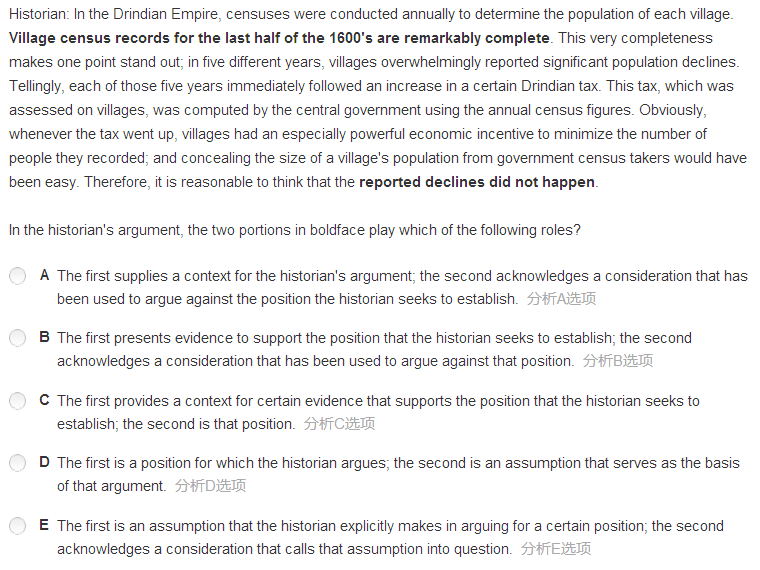 Historian: In the Drindian Empire, censuses were conducted annually to determine the population of each village.
Village census records for the last half of the 1600's are remarkably complete. This very completeness
makes one point stand out; in five different years, villages overwhelmingly reported significant population declines.
Tellingly, each of those five years immediately followed an increase in a certain Drindian tax. This tax, which was
assessed on villages, was computed by the central government using the annual census figures. Obviously,
whenever the tax went up, villages had an especially powerful economic incentive to minimize the number of
people they recorded; and concealing the size of a village's population from government census takers would have
been easy. Therefore, it is reasonable to think that the reported declines did not happen.
In the historian's argument, the two portions in boldface play which of the following roles?
A The first supplies a context for the historian's argument; the second acknowledges a consideration that has
been used to argue against the position the historian seeks to establish. 分析A选项
B The first presents evidence to support the position that the historian seeks to establish; the second
acknowledges a consideration that has been used to argue against that position. 分析B选项
C The first provides a context for certain evidence that supports the position that the historian seeks to
establish; the second is that position. 分析C选项
D The first is a position for which the historian argues; the second is an assumption that serves as the basis
of that argument. 分析D选项
E The first is an assumption that the historian explicitly makes in arguing for a certain position; the second
acknowledges a consideration that calls that assumption into question. 分析E选项